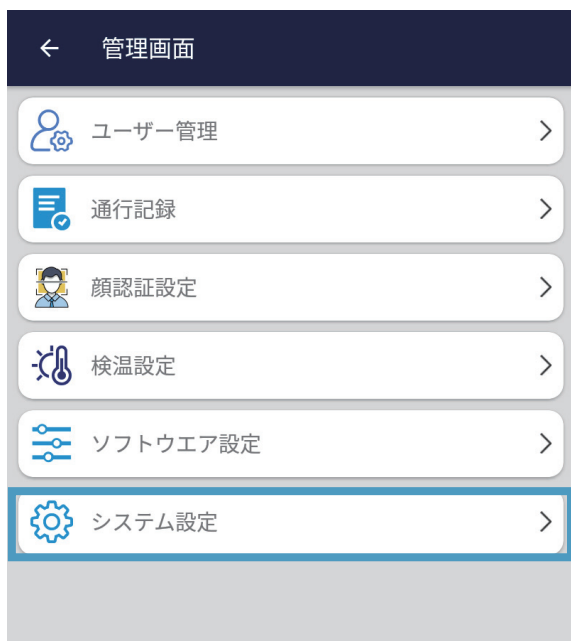 管理画面
ユーザー管理
通行記録
顔認証設定
検温設定
ソフトウエア設定
システム設定